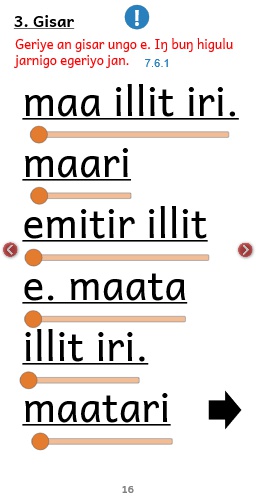 3. Gisar
!
Geriye an gisar ungo e. Iŋ buŋ higulu
jarnigo egeriyo jan. 7.6.1
maa illit iri.
maari
emitir illit
e. maata
illit iri.
maatari
16